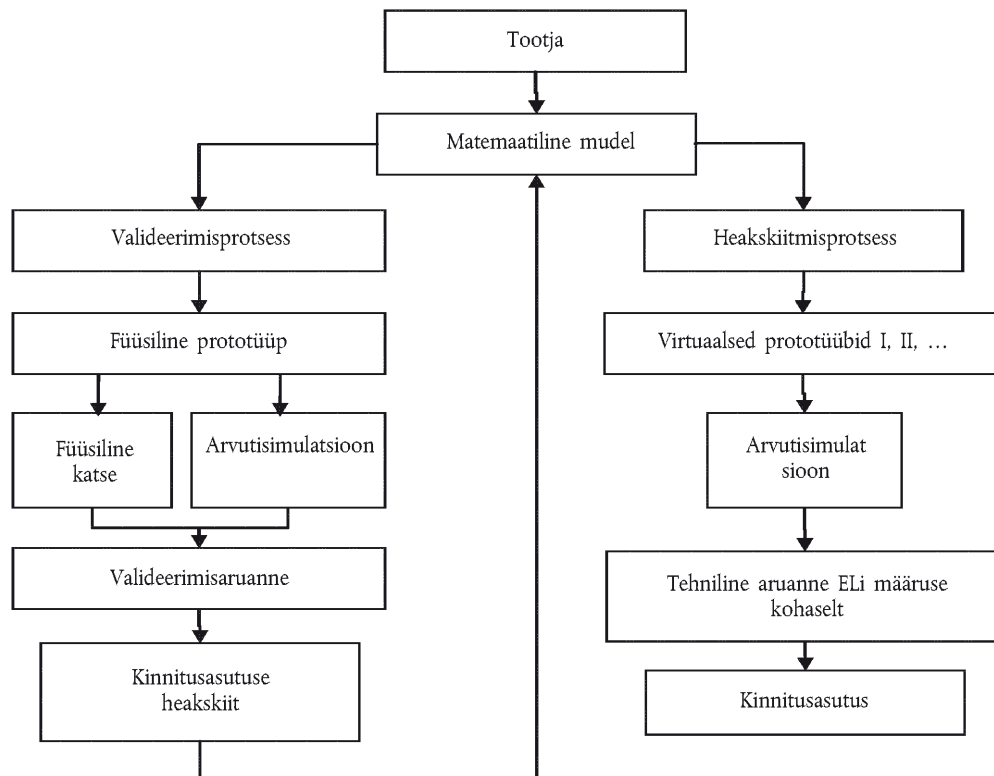 Tootja
Matemaatiline mudel
Valideerimisprotsess
Füüsiline prototüüp
Füüsiline
katse
Arvutisimulatsioon
Valideerimisaruanne
Kinnitusasutuse
heakskiit
Heakskiitmisprotsess
Virtuaalsed prototüübid I, II, …
Arvutisimulat
sioon
Tehniline aruanne ELi määruse
kohaselt
Kinnitusasutus